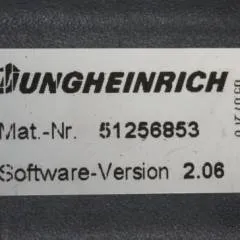 JUNGHEINRICH
Mat.-Nr. 51256853
Software-Version 2.06